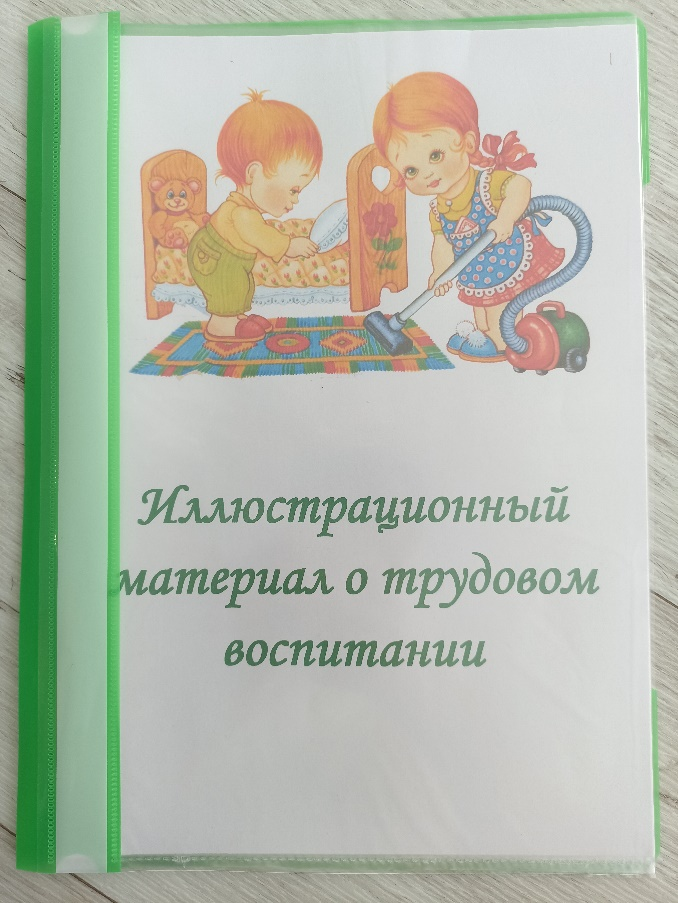 Иллюстрационный
материал о трудовом
воспитании